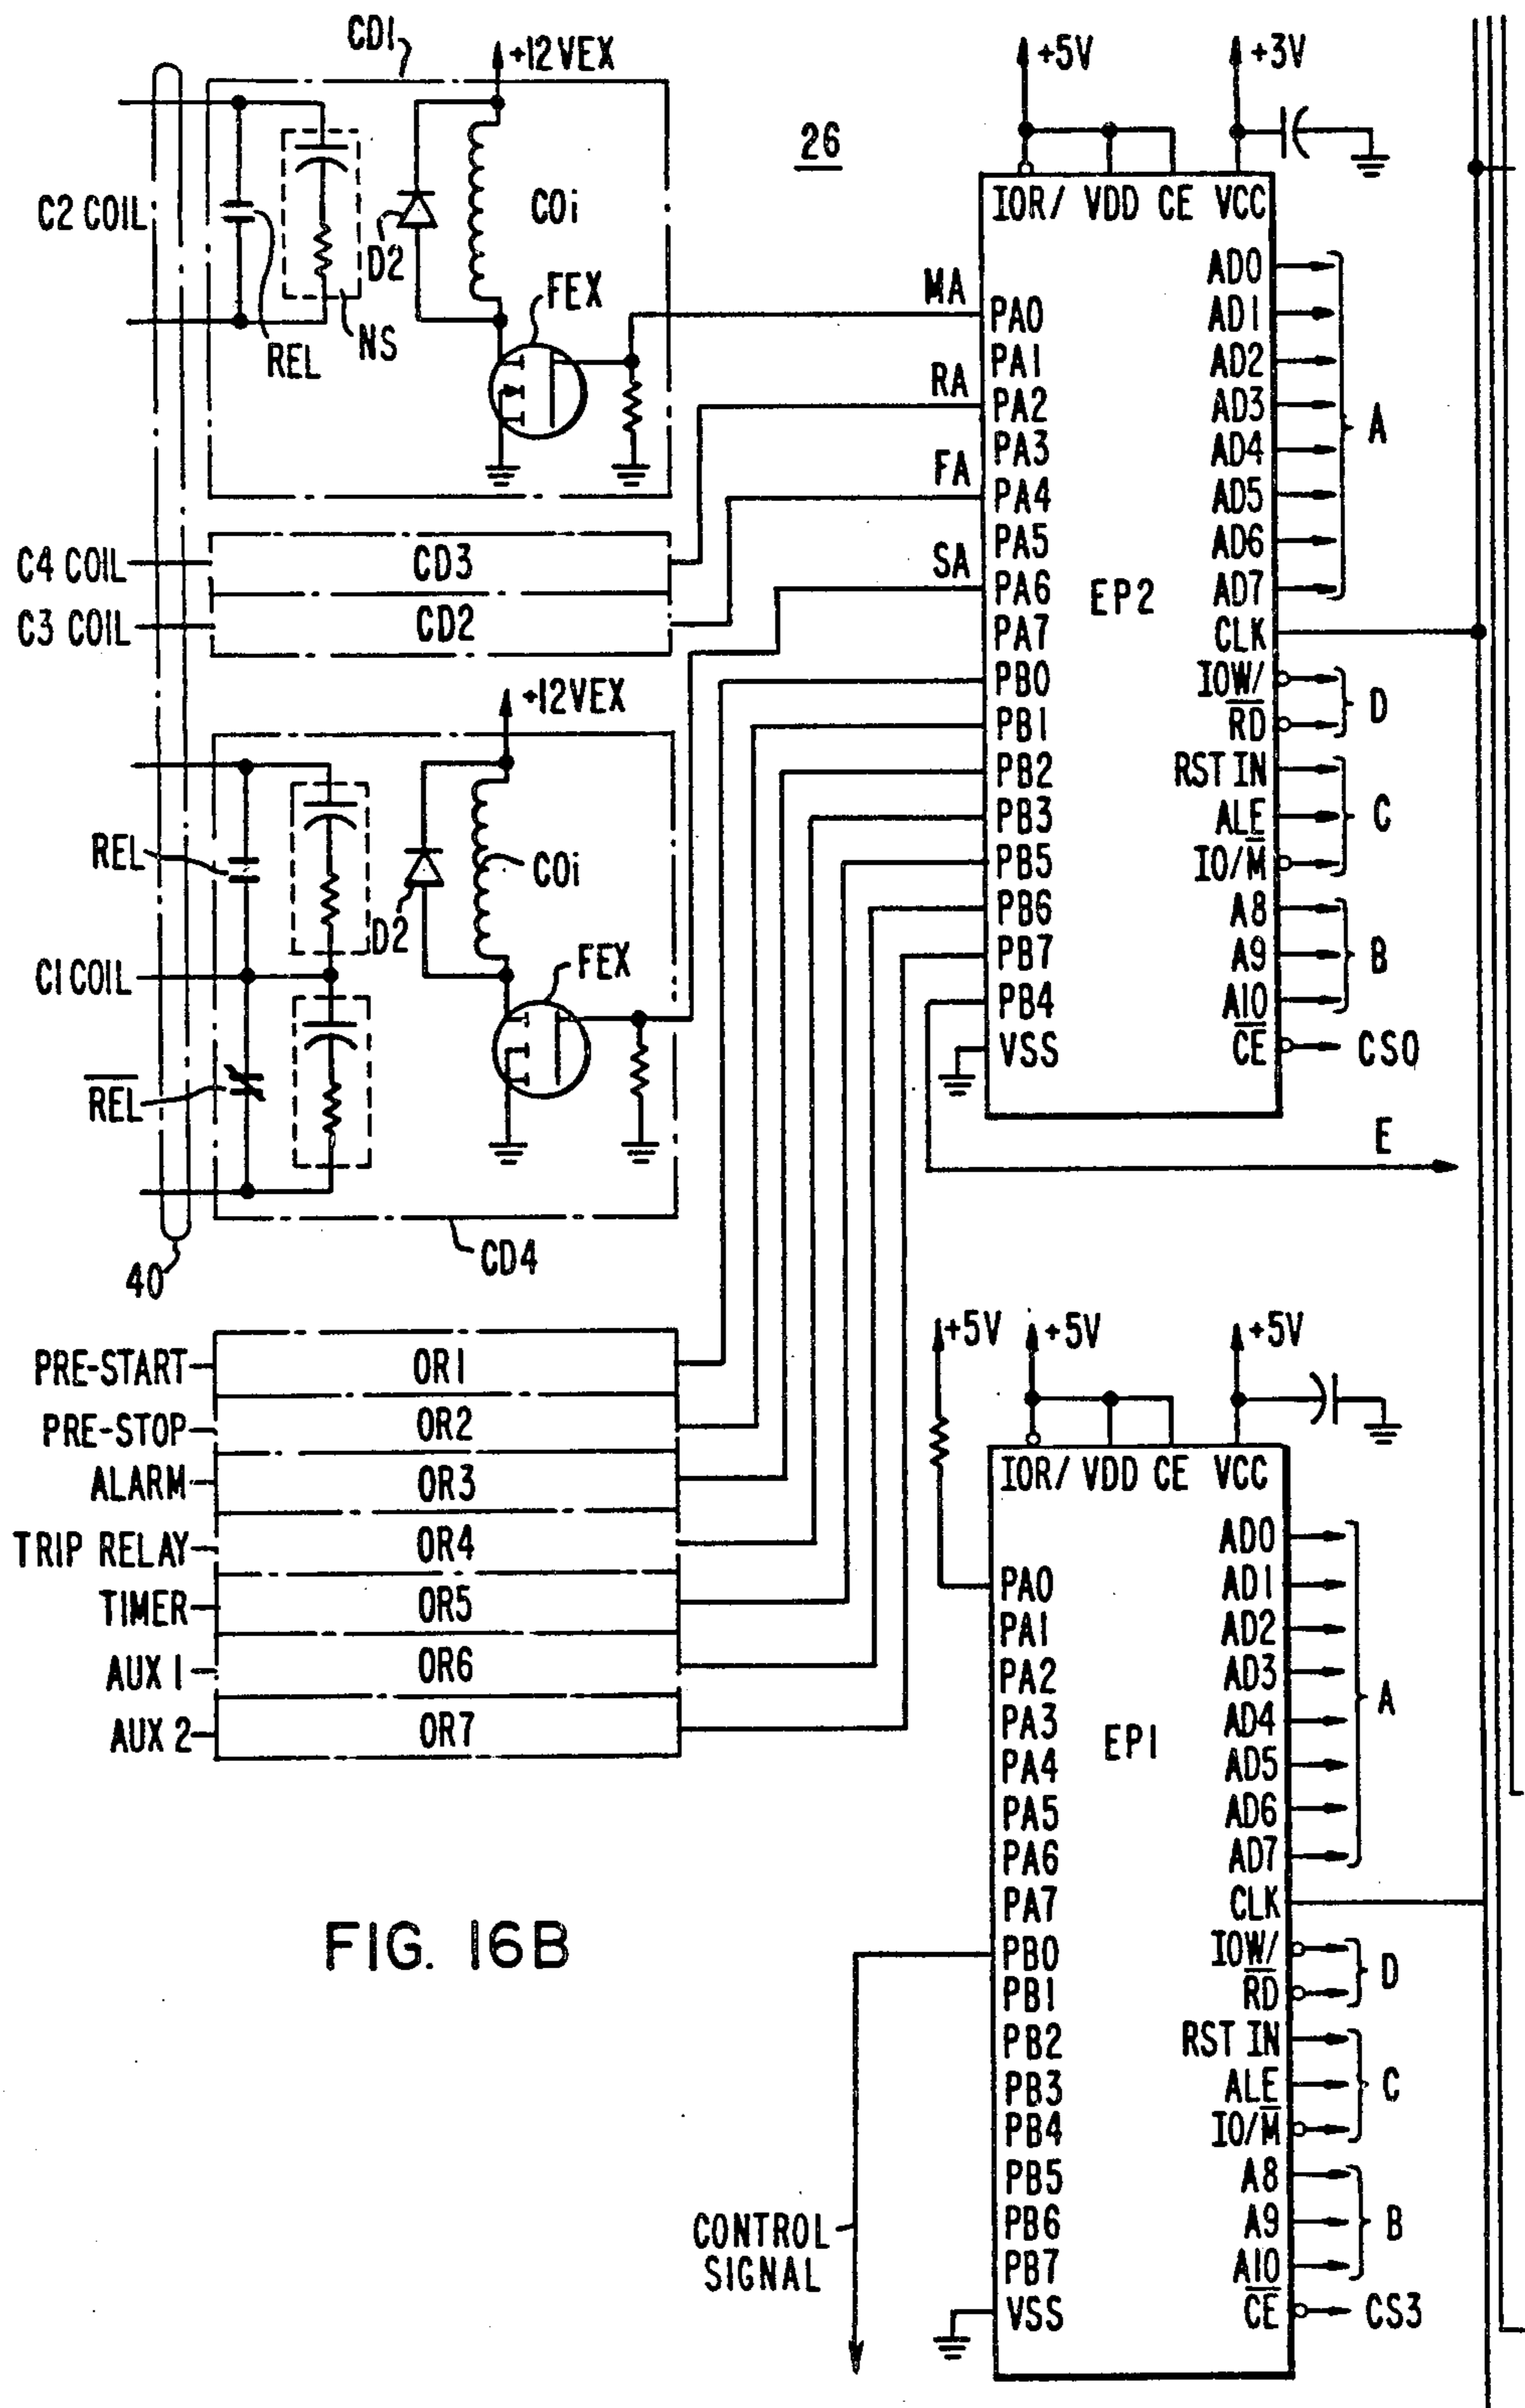 CD1
+12VEX
C2 COIL
D2
COi
FEX
REL
NS
C4 COIL
CD3
C3 COIL
CD2
+12VEX
REL
D2
COi
C1 COIL
FEX
REL
CD4
40
PRE-START
OR1
PRE-STOP
OR2
ALARM
OR3
TRIP RELAY
OR4
TIMER
OR5
AUX 1
OR6
AUX 2
OR7
26
+5V
+3V
IOR/ VDD CE VCC
MA
RA
FA
SA
PA0
PA1
PA2
PA3
PA4
PA5
PA6
PA7
PB0
PB1
PB2
PB3
PB5
PB6
PB7
PB4
VSS
EP2
AD0
AD1
AD2
AD3
AD4
AD5
AD6
AD7
CLK
IOW/
RD
RST IN
ALE
IO/M
A8
A9
A10
CE
A
D
C
B
CS0
E
+5V
+5V
+5V
IOR/ VDD CE VCC
PA0
PA1
PA2
PA3
PA4
PA5
PA6
PA7
PB0
PB1
PB2
PB3
PB4
PB5
PB6
PB7
VSS
EP1
AD0
AD1
AD2
AD3
AD4
AD5
AD6
AD7
CLK
IOW/
RD
RST IN
ALE
IO/M
A8
A9
A10
CE
A
D
C
B
CS3
CONTROL
SIGNAL
FIG. 16B